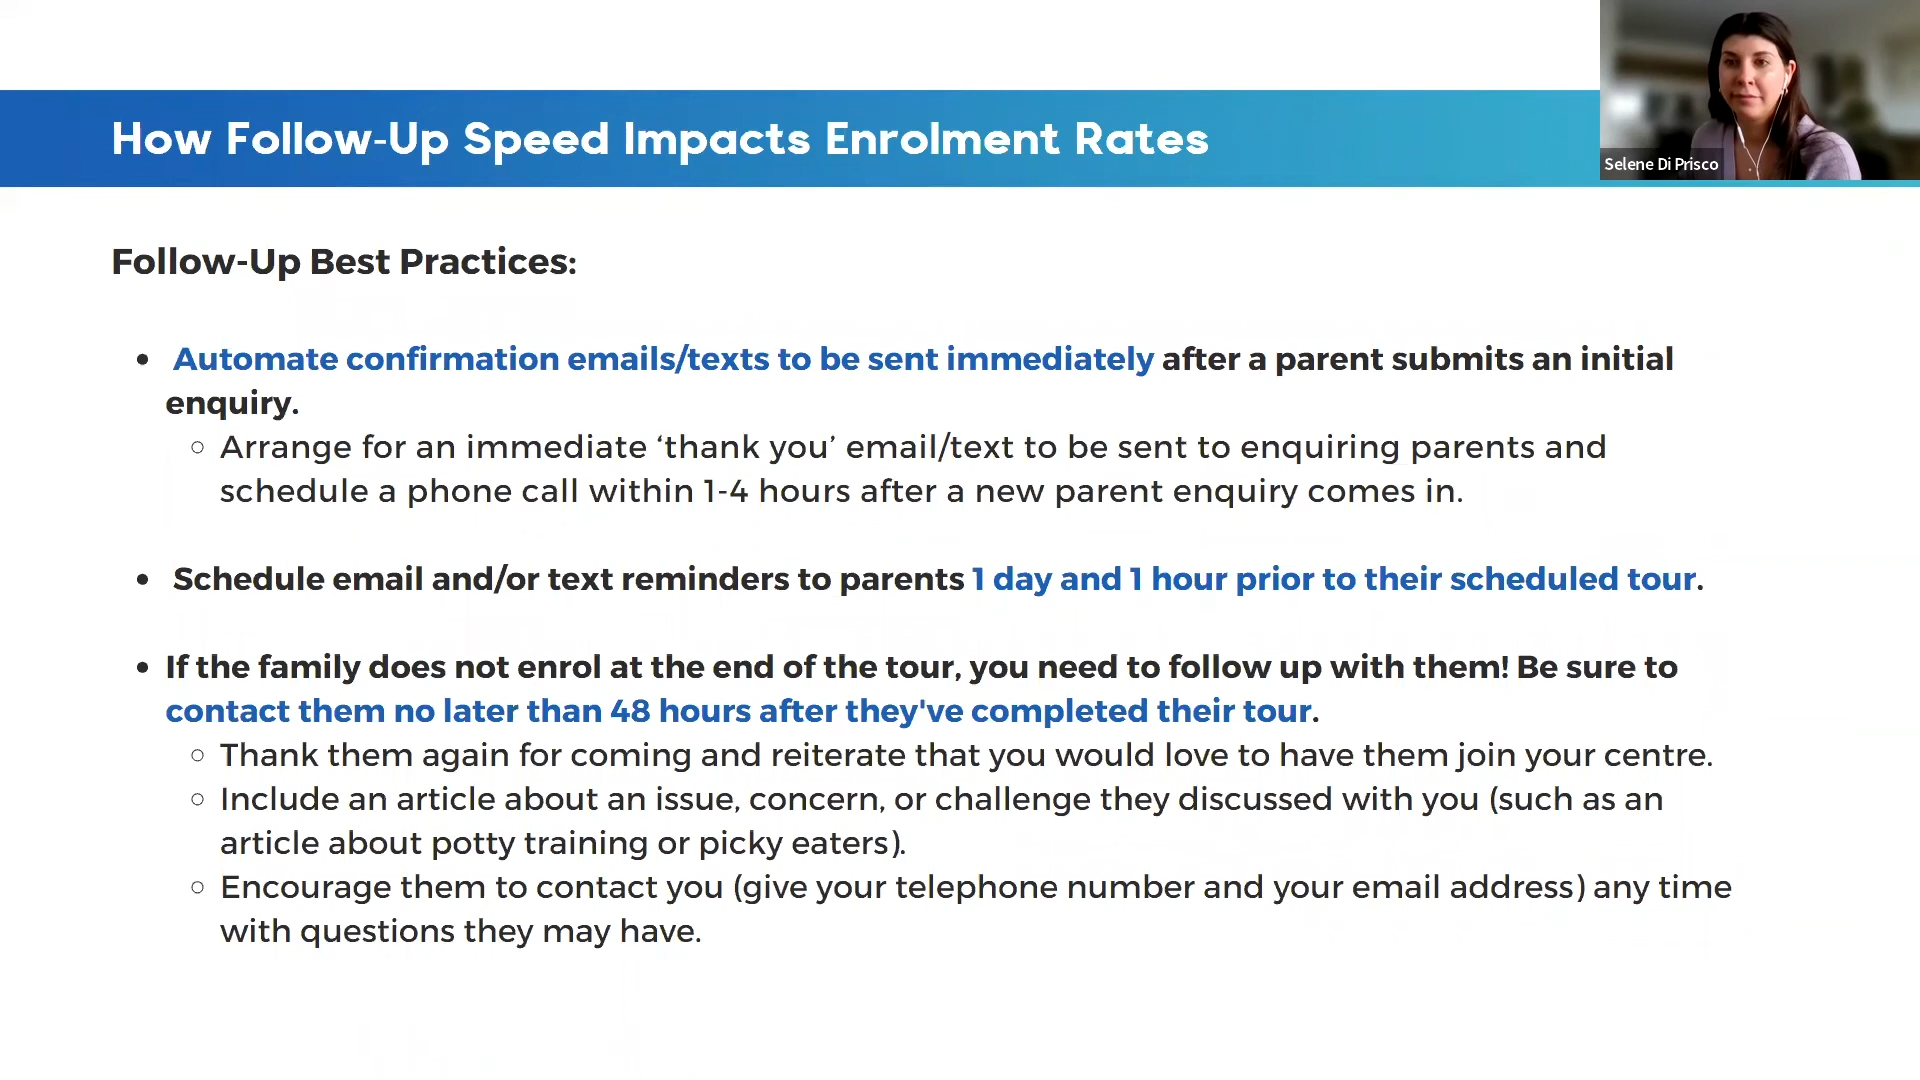 How Follow-Up Speed Impacts Enrolment Rates
Selene Di Prisco
Follow-Up Best Practices:
• Automate confirmation emails/texts to be sent immediately after a parent submits an initial
enquiry.
○ Arrange for an immediate ‘thank you’ email/text to be sent to enquiring parents and
schedule a phone call within 1-4 hours after a new parent enquiry comes in.
• Schedule email and/or text reminders to parents 1 day and 1 hour prior to their scheduled tour.
• If the family does not enrol at the end of the tour, you need to follow up with them! Be sure to
contact them no later than 48 hours after they've completed their tour.
○ Thank them again for coming and reiterate that you would love to have them join your centre.
○ Include an article about an issue, concern, or challenge they discussed with you (such as an
article about potty training or picky eaters).
○ Encourage them to contact you (give your telephone number and your email address) any time
with questions they may have.